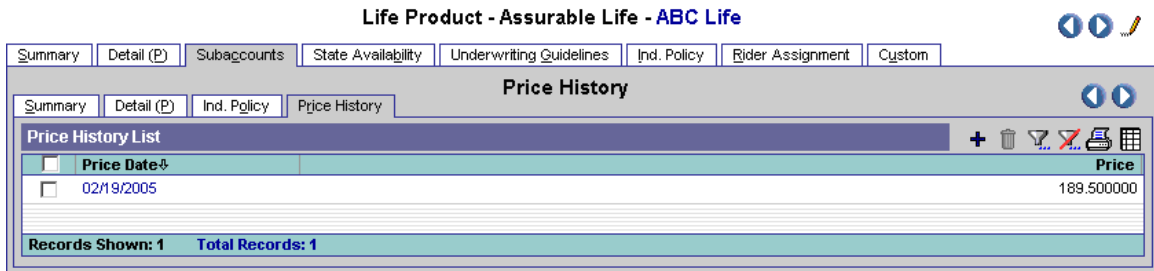 Life Product - Assurable Life - ABC Life
Summary Detail (P) Subaccounts State Availability Underwriting Guidelines Ind. Policy Rider Assignment Custom
Price History
Summary Detail (P) Ind. Policy Price History
Price History List
Price Date Price
02/19/2005 189.500000
Records Shown: 1 Total Records: 1